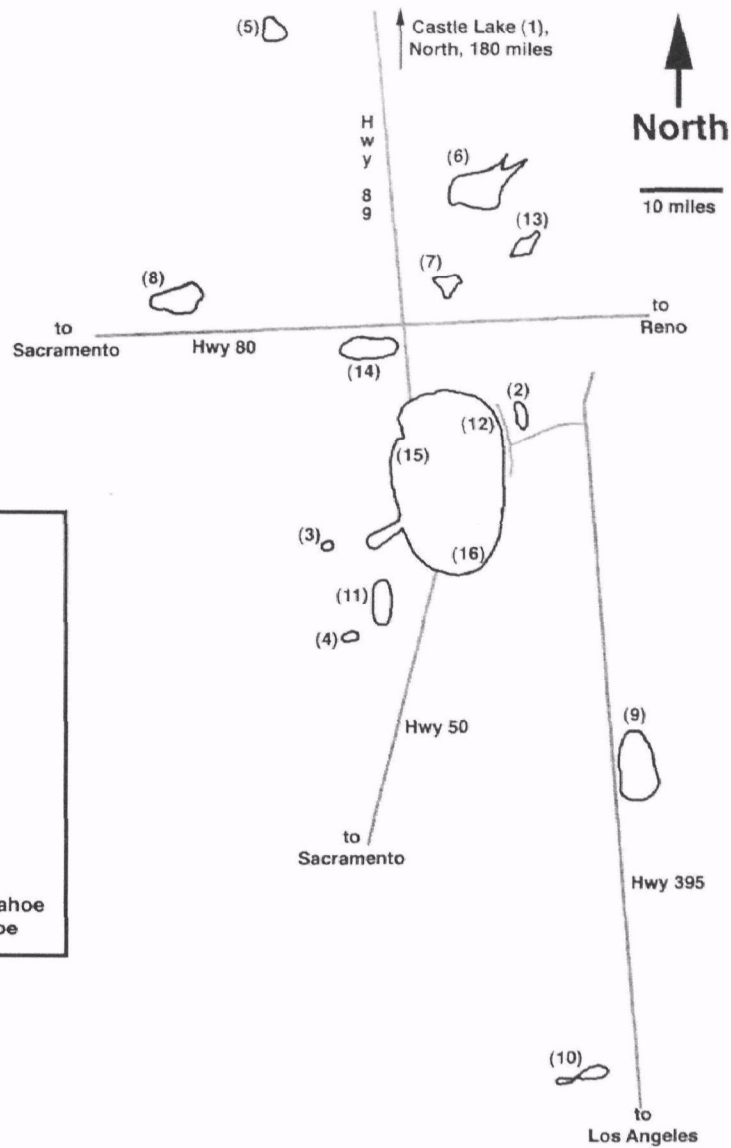 (5)
Castle Lake (1),
North, 180 miles
North
10 miles
Hwy 89
(6)
(13)
(7)
(8)
to
Sacramento
Hwy 80
to
Reno
(14)
(2)
(12)
(15)
(3)
(16)
(11)
(4)
Hwy 50
(9)
to
Sacramento
Hwy 395
ahoe
oe
(10)
to
Los Angeles